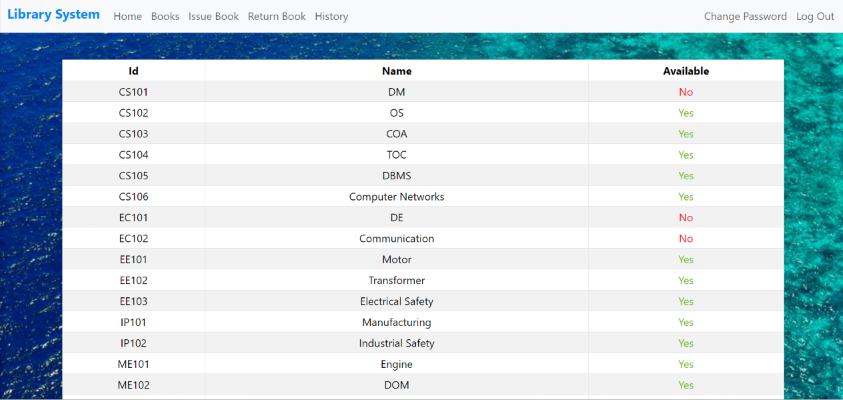 Library System Home Books Issue Book Return Book History Change Password Log Out
Id Name Available
CS101 DM No
CS102 OS Yes
CS103 COA Yes
CS104 TOC Yes
CS105 DBMS Yes
CS106 Computer Networks Yes
EC101 DE No
EC102 Communication No
EE101 Motor Yes
EE102 Transformer Yes
EE103 Electrical Safety Yes
IP101 Manufacturing Yes
IP102 Industrial Safety Yes
ME101 Engine Yes
ME102 DOM Yes